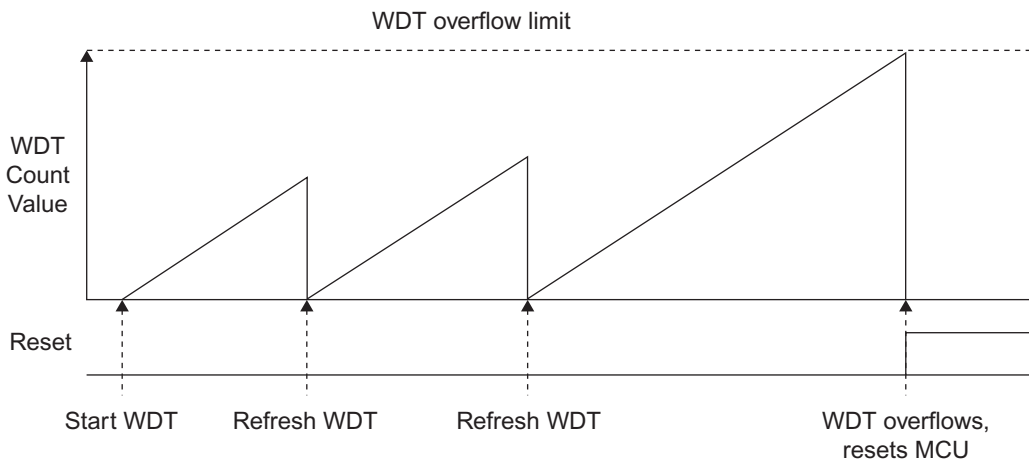 WDT overflow limit
WDT
Count
Value
Reset
Start WDT
Refresh WDT
Refresh WDT
WDT overflows,
resets MCU